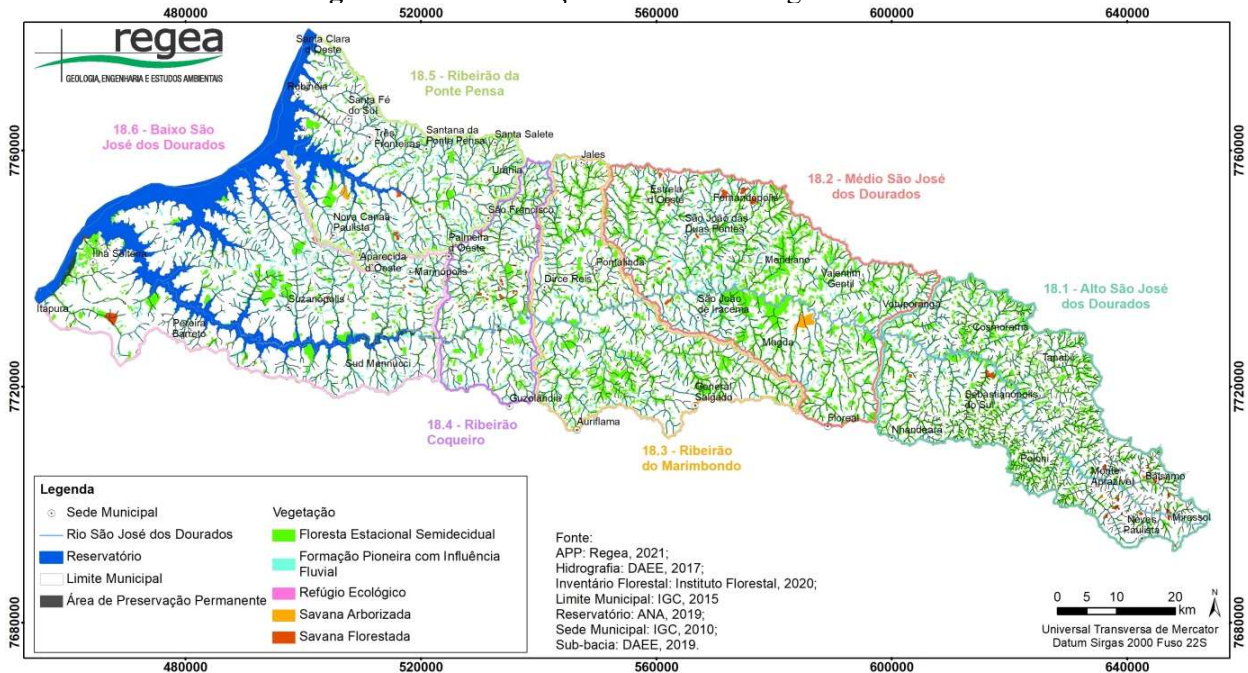 480000 520000 560000 600000 640000
regea
GEOLOGIA, ENGENHARIA E ESTUDOS AMBIENTAIS
Santa Clara
d'Oeste
18.5 - Ribeirão da
Ponte Pensa
Rubinéia
Santa Fé
do Sul
Três
Fronteiras
Santana da
Ponte Pensa
Santa Salete
18.6 - Baixo São
José dos Dourados
7760000
7760000
Jales
Urânia
18.2 - Médio São José
dos Dourados
Estrela
d'Oeste
Fernandópolis
São Francisco
Nova Canaã
Paulista
São João das
Duas Pontes
Palmeira
d'Oeste
Ilha Solteira
Aparecida
d'Oeste
Marinópolis
Dirce Reis
Pontalinda
Meridiano
Valentim
Gentil
18.1 - Alto São José
dos Dourados
Itapura
Suzanápolis
São João
de Iracema
Votuporanga
Pereira
Barreto
Cosmorama
Magda
Tanabi
Sud Mennucci
7720000
7720000
General
Salgado
Sebastianópolis
do Sul
Guzolândia
18.4 - Ribeirão
Coqueiro
Auriflama
Floreal
Nhandeara
18.3 - Ribeirão
do Marimbondo
Poloni
Monte
Aprazível
Bálsamo
Neves
Paulista
Mirassol
Legenda
Sede Municipal
Rio São José dos Dourados
Reservatório
Limite Municipal
Área de Preservação Permanente
Vegetação
Floresta Estacional Semidecidual
Formação Pioneira com Influência
Fluvial
Refúgio Ecológico
Savana Arborizada
Savana Florestada
Fonte:
APP: Regea, 2021;
Hidrografia: DAEE, 2017;
Inventário Florestal: Instituto Florestal, 2020;
Limite Municipal: IGC, 2015
Reservatório: ANA, 2019;
Sede Municipal: IGC, 2010;
Sub-bacia: DAEE, 2019.
N
0 5 10 20
km
Universal Transversa de Mercator
Datum Sirgas 2000 Fuso 22S
7680000
7680000
480000 520000 560000 600000 640000